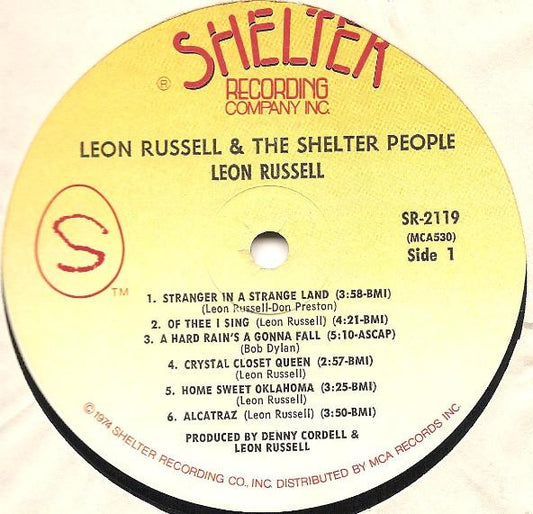 SHELTER
®
RECORDING
COMPANY INC.
LEON RUSSELL & THE SHELTER PEOPLE
LEON RUSSELL
SR-2119
(MCA530)
Side 1
S
TM
1. STRANGER IN A STRANGE LAND (3:58-BMI)
(Leon Russell-Don Preston)
2. OF THEE I SING (Leon Russell) (4:21-BMI)
3. A HARD RAIN'S A GONNA FALL (5:10-ASCAP)
(Bob Dylan)
4. CRYSTAL CLOSET QUEEN (2:57-BMI)
(Leon Russell)
5. HOME SWEET OKLAHOMA (3:25-BMI)
(Leon Russell)
6. ALCATRAZ (Leon Russell) (3:50-BMI)
PRODUCED BY DENNY CORDELL &
LEON RUSSELL
©1974 SHELTER RECORDING CO., INC. DISTRIBUTED BY MCA RECORDS INC.